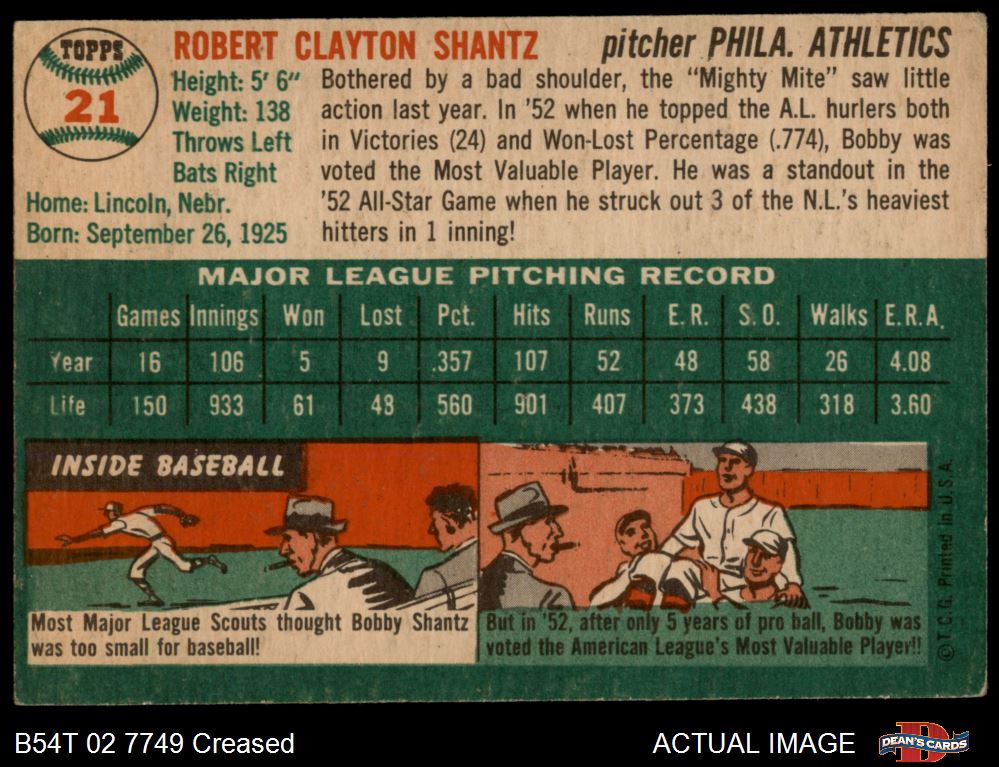 TOPPS
21
ROBERT CLAYTON SHANTZ
pitcher PHILA. ATHLETICS
Height: 5' 6"
Weight: 138
Throws Left
Bats Right
Home: Lincoln, Nebr.
Born: September 26, 1925
Bothered by a bad shoulder, the "Mighty Mite" saw little
action last year. In '52 when he topped the A.L. hurlers both
in Victories (24) and Won-Lost Percentage (.774), Bobby was
voted the Most Valuable Player. He was a standout in the
'52 All-Star Game when he struck out 3 of the N.L.'s heaviest
hitters in 1 inning!
MAJOR LEAGUE PITCHING RECORD
Games Innings Won Lost Pct. Hits Runs E. R. S. O. Walks E.R.A.
Year 16 106 5 9 .357 107 52 48 58 26 4.08
Life 150 933 61 48 560 901 407 373 438 318 3.60
INSIDE BASEBALL
Most Major League Scouts thought Bobby Shantz
was too small for baseball!
But in '52, after only 5 years of pro ball, Bobby was
voted the American League's Most Valuable Player!!
© T. C. G. Printed in U.S.A.
B54T 02 7749 Creased
ACTUAL IMAGE
DEAN'S CARDS